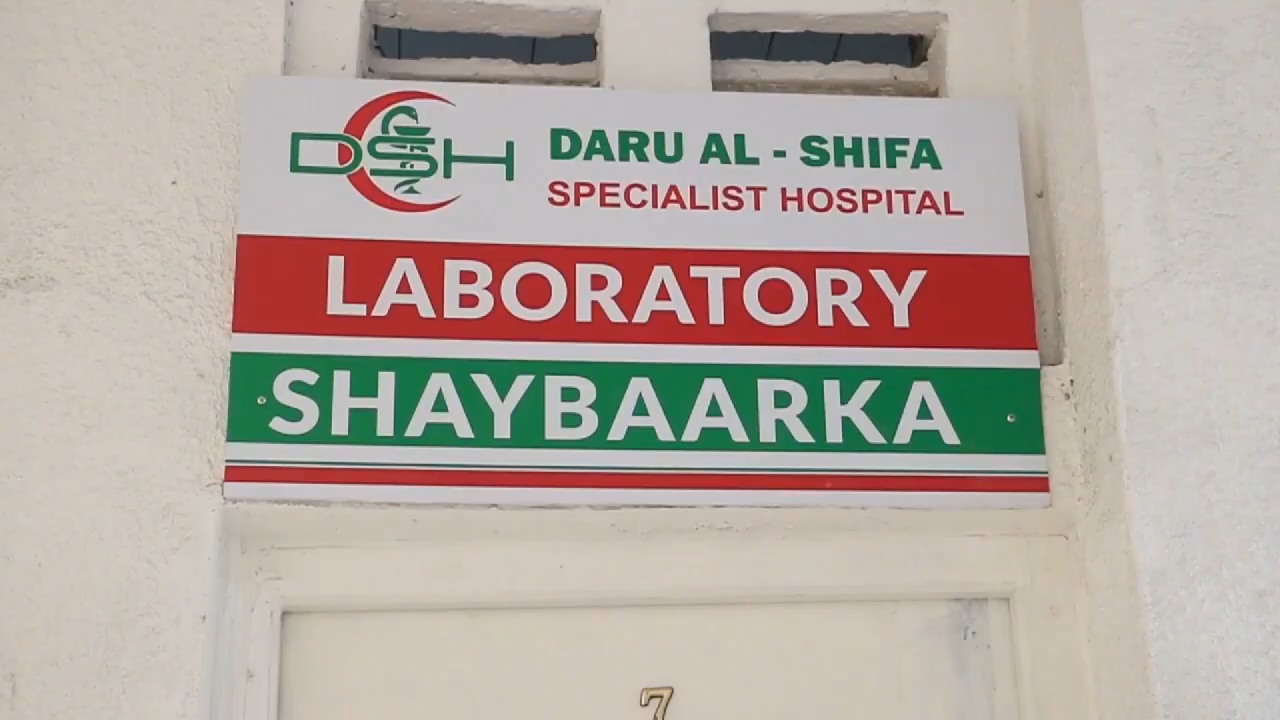 DSH
DARU AL - SHIFA
SPECIALIST HOSPITAL
LABORATORY
SHAYBAARKA
7